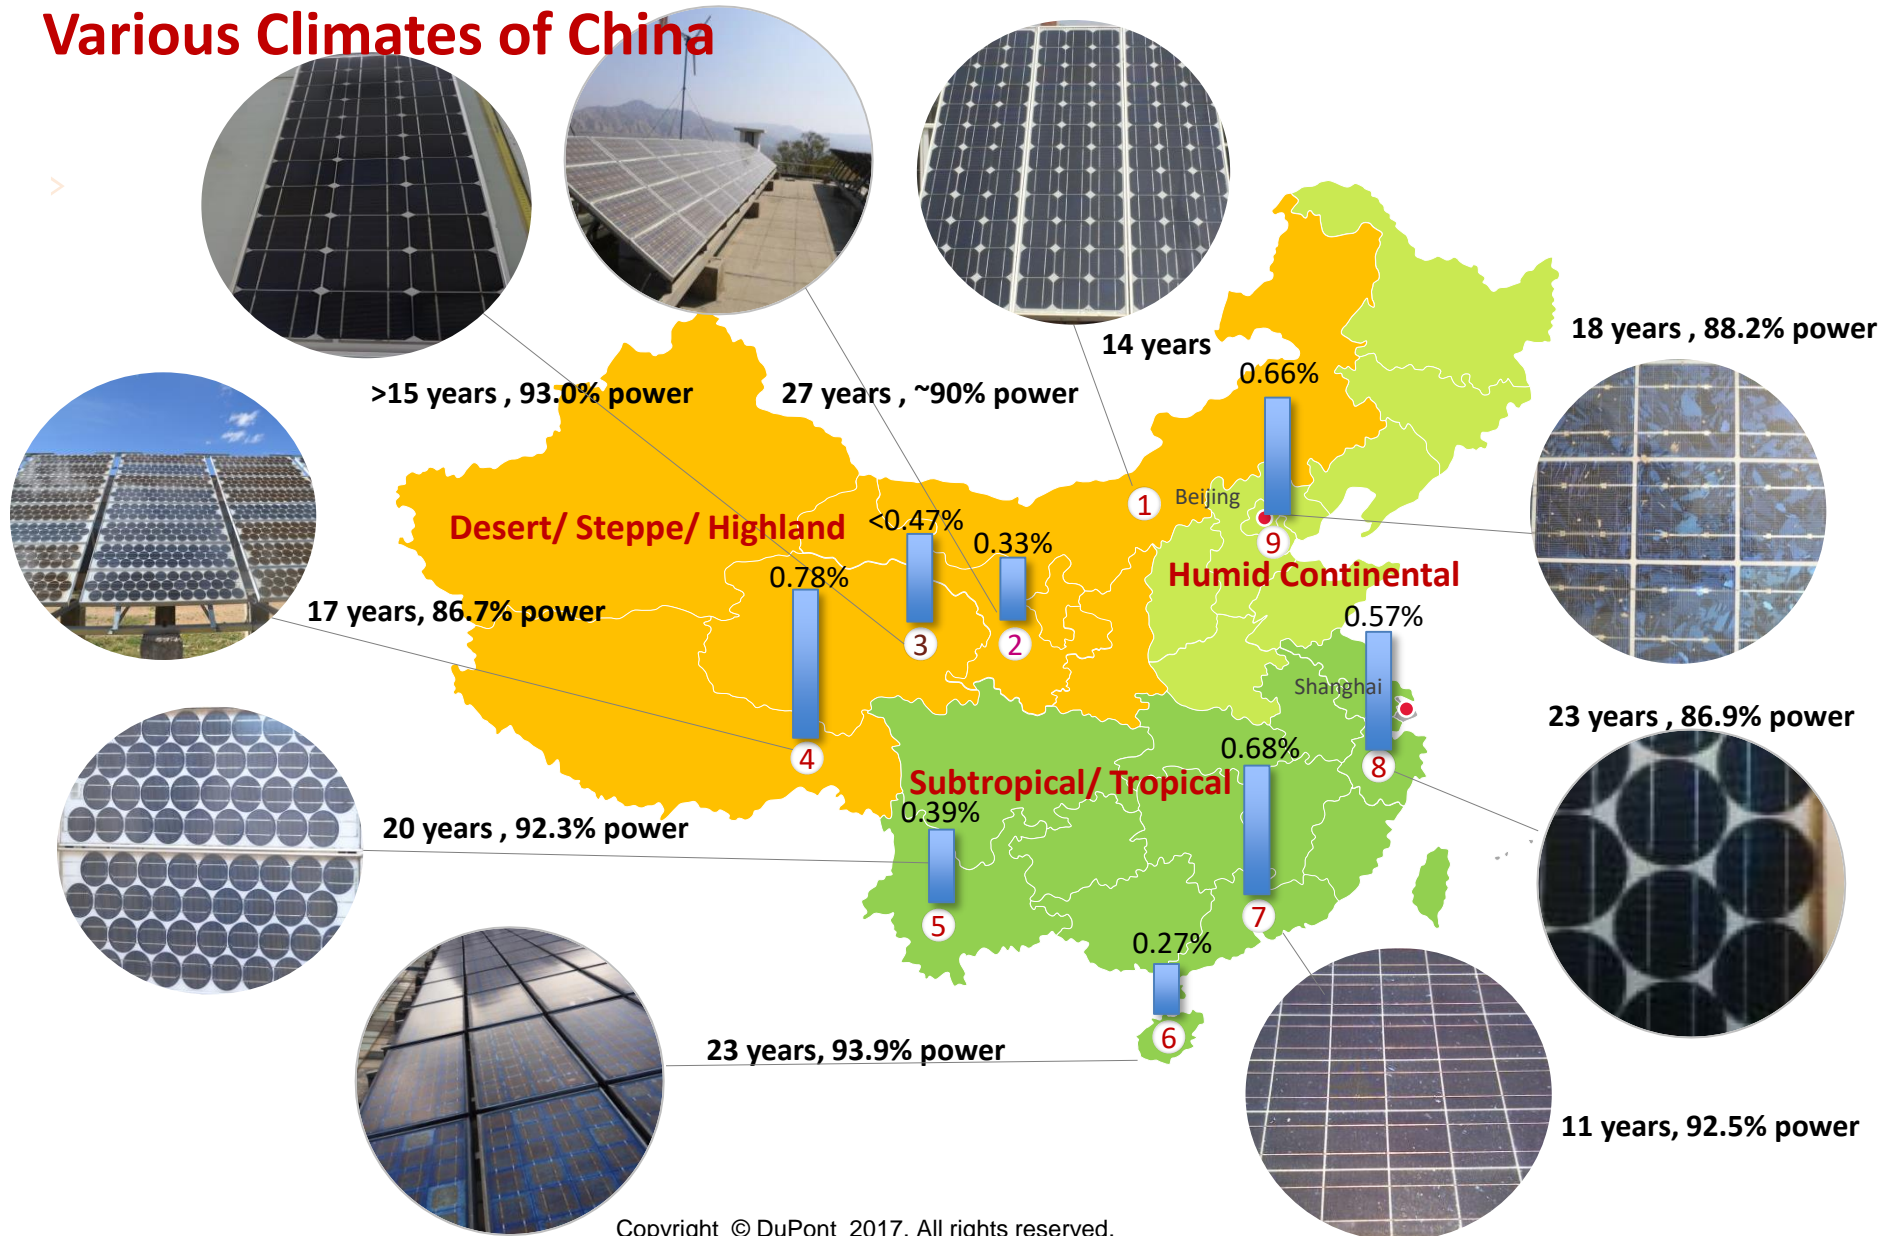 Various Climates of China
>
14 years
18 years , 88.2% power
0.66%
>15 years , 93.0% power
27 years , ~90% power
1
Beijing
Desert/ Steppe/ Highland
<0.47%
0.33%
9
Humid Continental
0.78%
17 years, 86.7% power
0.57%
3
2
Shanghai
23 years , 86.9% power
0.68%
4
8
Subtropical/ Tropical
0.39%
20 years , 92.3% power
7
5
0.27%
6
23 years, 93.9% power
11 years, 92.5% power
Copyright © DuPont 2017. All rights reserved.